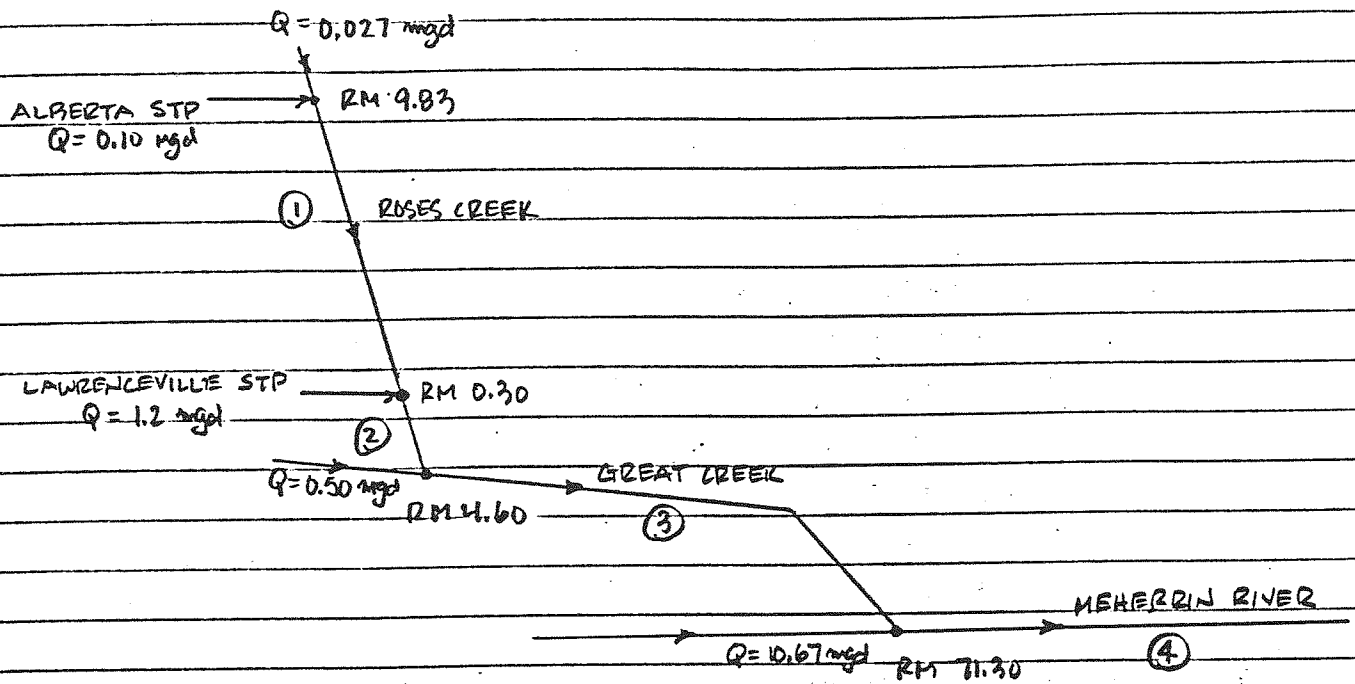 Q = 0.027 mgd
ALBERTA STP
Q = 0.10 mgd
RM 9.83
①
ROSES CREEK
LAWRENCEVILLE STP
Q = 1.2 mgd
RM 0.30
②
Q = 0.50 mgd
RM 4.60
GREAT CREEK
③
MEHERRIN RIVER
Q = 10.67 mgd
RM 71.30
④